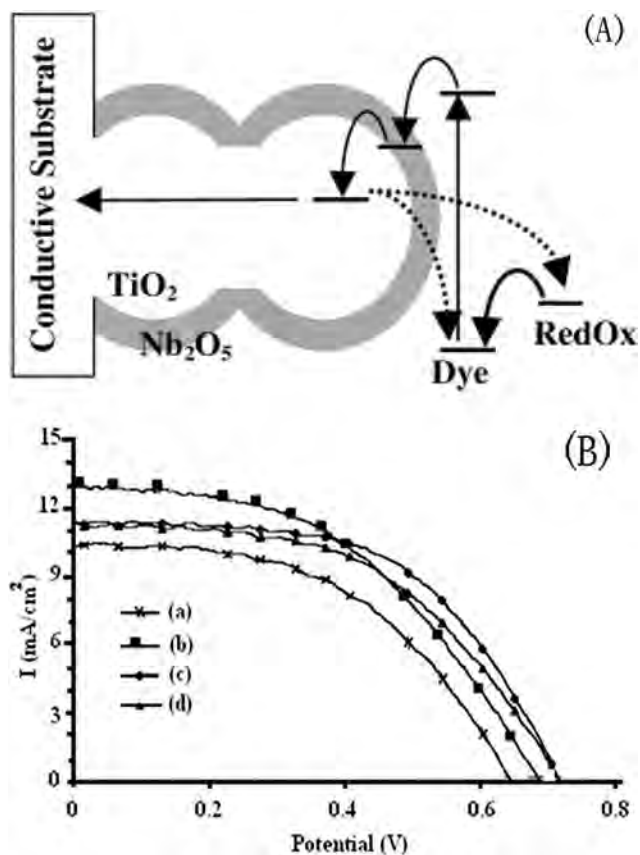 (A)
Conductive Substrate
TiO₂
Nb₂O₅
Dye
RedOx
(B)
15
12
9
6
3
0
I (mA/cm²)
(a)
(b)
(c)
(d)
0
0.2
0.4
0.6
0.8
Potential (V)